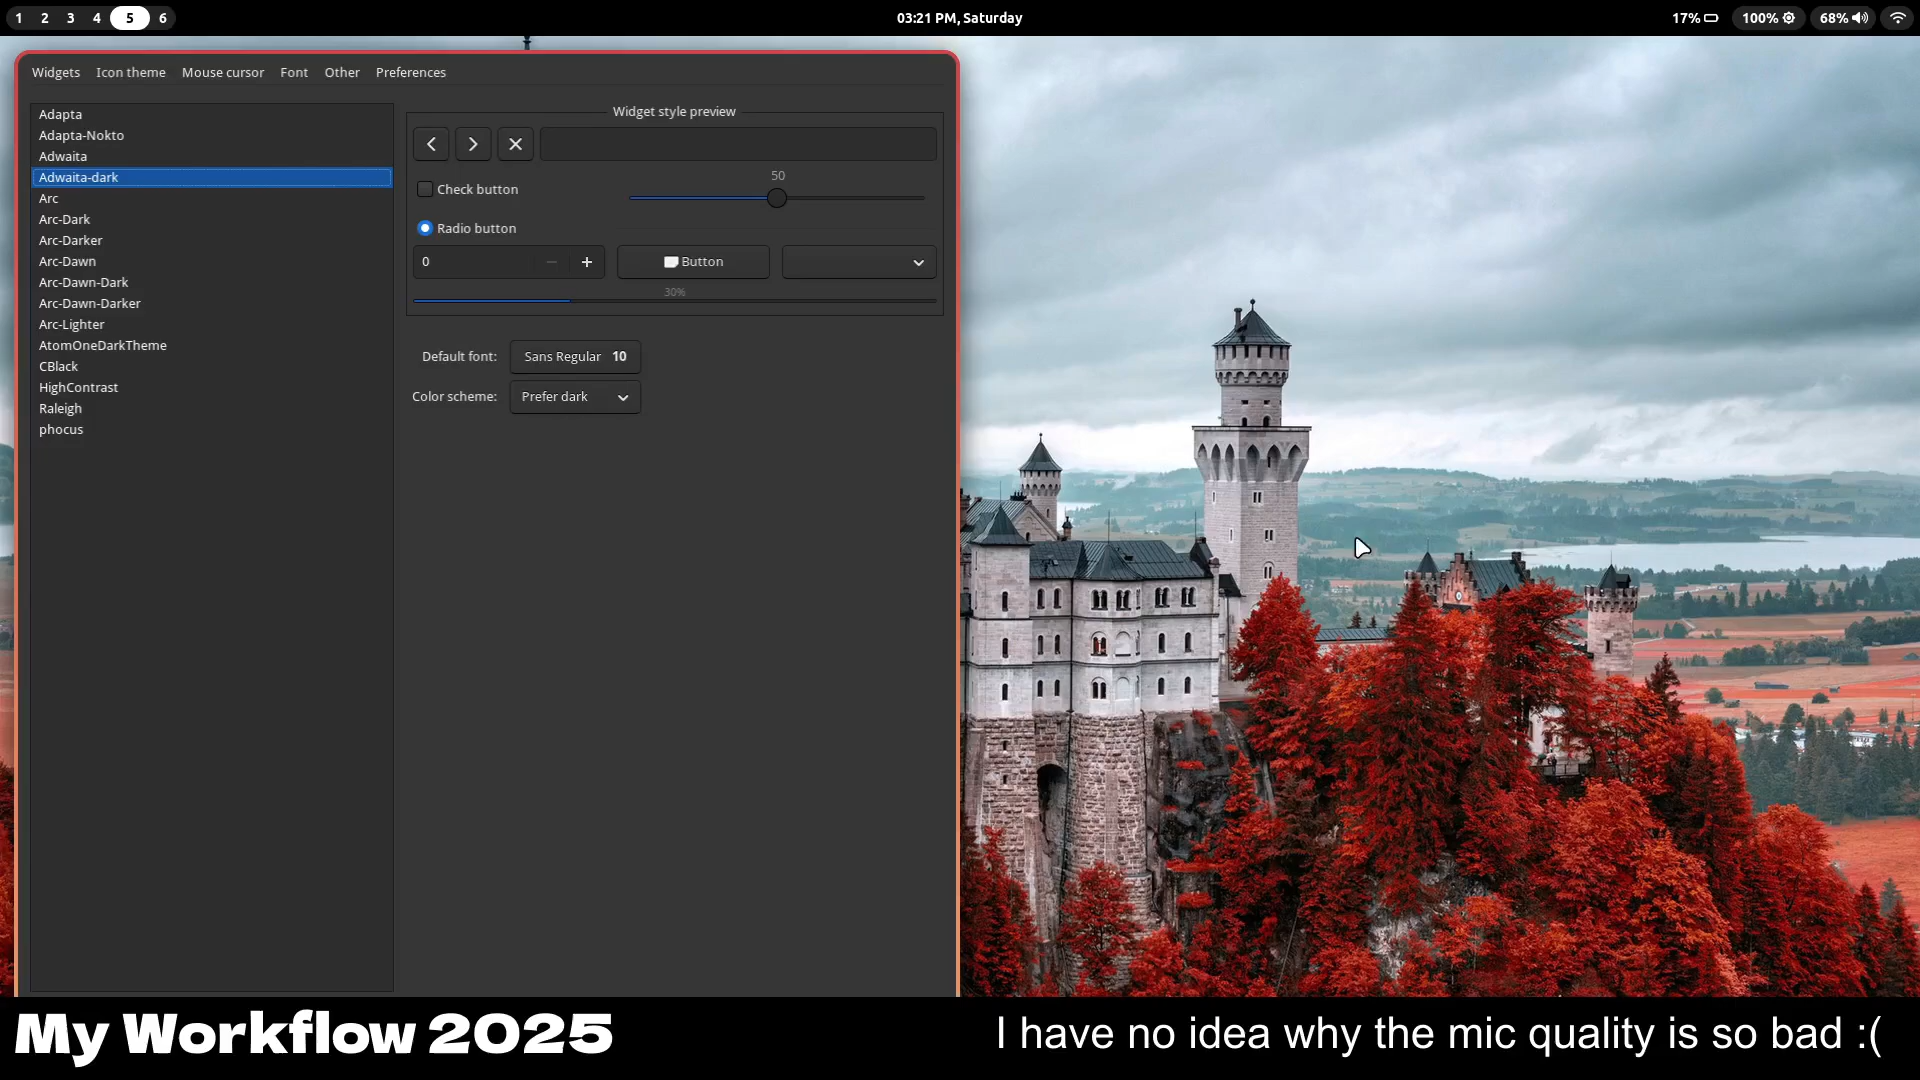 1 2 3 4 5 6
03:21 PM, Saturday
17% 100% 68%
Widgets Icon theme Mouse cursor Font Other Preferences
Adapta
Adapta-Nokto
Adwaita
Adwaita-dark
Arc
Arc-Dark
Arc-Darker
Arc-Dawn
Arc-Dawn-Dark
Arc-Dawn-Darker
Arc-Lighter
AtomOneDarkTheme
CBlack
HighContrast
Raleigh
phocus
Widget style preview
Check button
50
Radio button
0 − +
Button
30%
Default font: Sans Regular 10
Color scheme: Prefer dark
My Workflow 2025
I have no idea why the mic quality is so bad :(